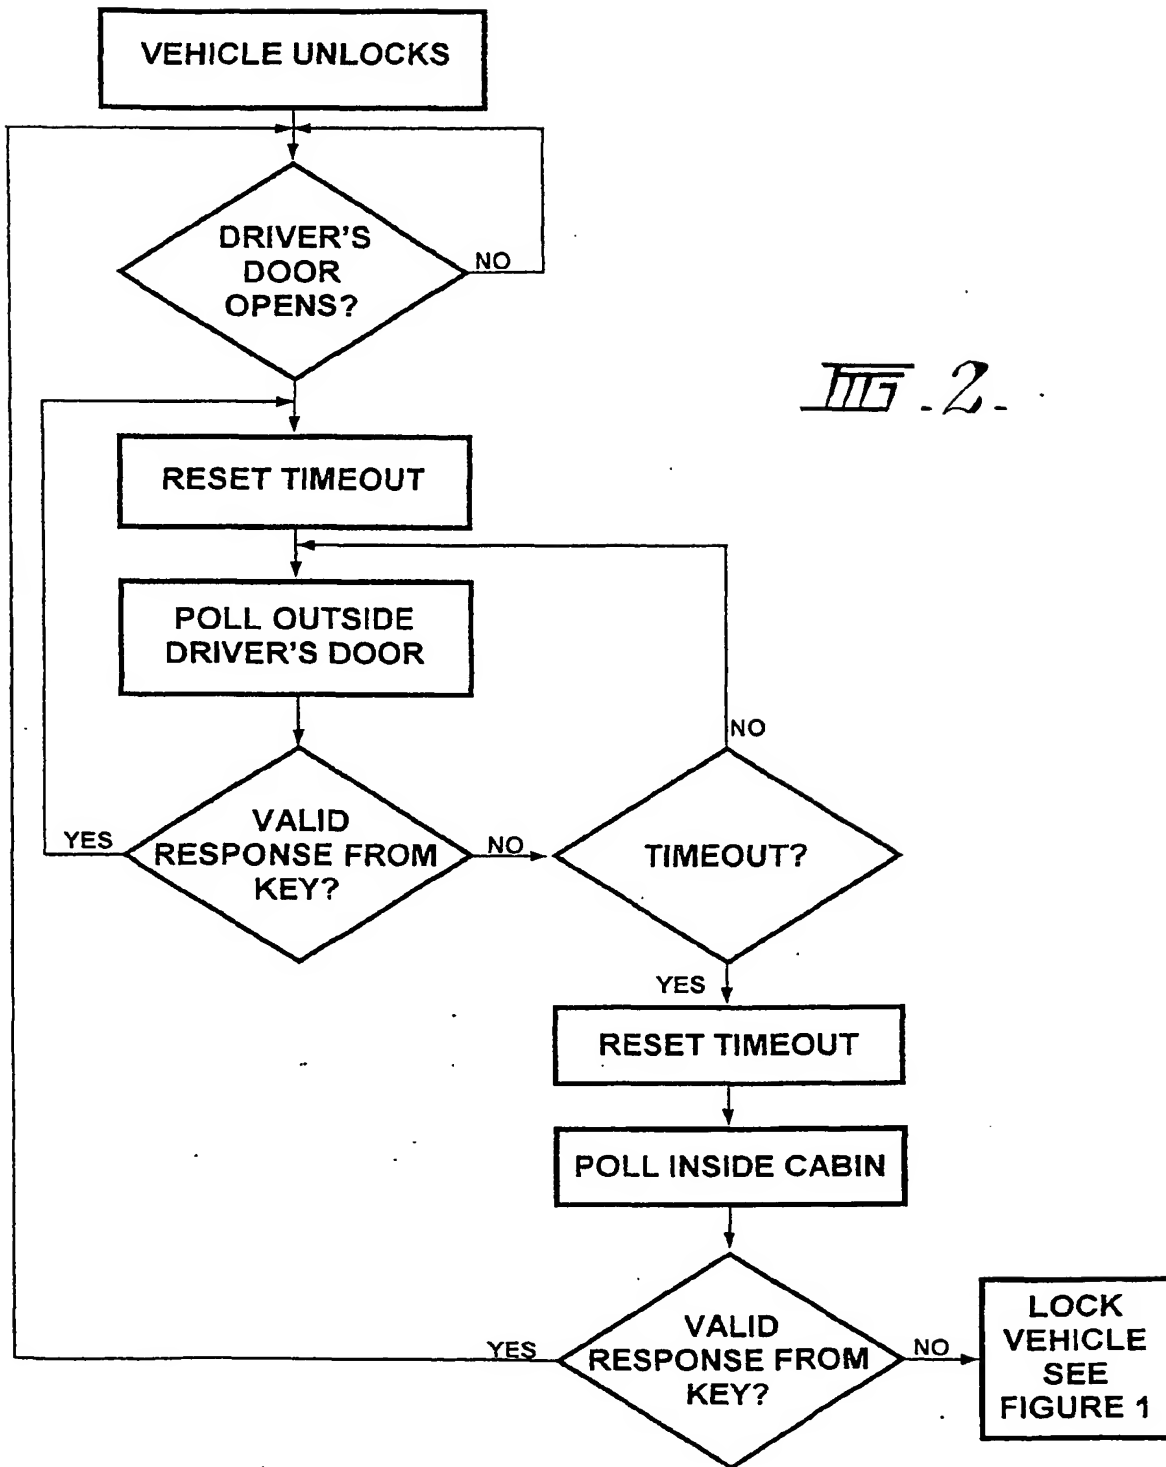 VEHICLE UNLOCKS
DRIVER'S
DOOR
OPENS?
NO
FIG.2.
RESET TIMEOUT
POLL OUTSIDE
DRIVER'S DOOR
NO
VALID
RESPONSE FROM
KEY?
YES
NO
TIMEOUT?
YES
RESET TIMEOUT
POLL INSIDE CABIN
VALID
RESPONSE FROM
KEY?
YES
NO
LOCK
VEHICLE
SEE
FIGURE 1